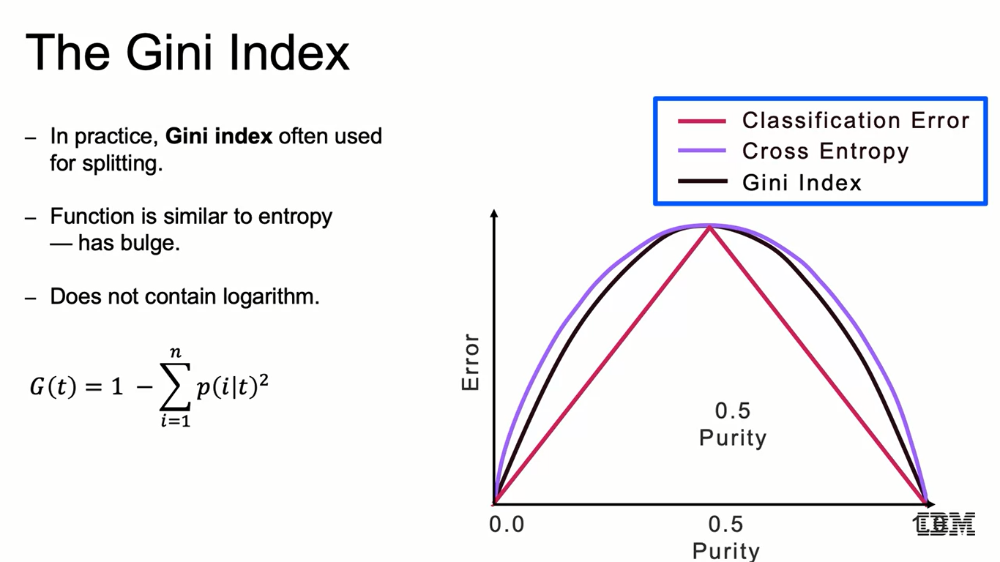 The Gini Index
– In practice, Gini index often used
for splitting.
– Function is similar to entropy
— has bulge.
– Does not contain logarithm.
G(t) = 1 − ∑ⁿᵢ₌₁ p(i|t)²
Classification Error
Cross Entropy
Gini Index
Error
0.5
Purity
0.0 0.5
Purity
IBM